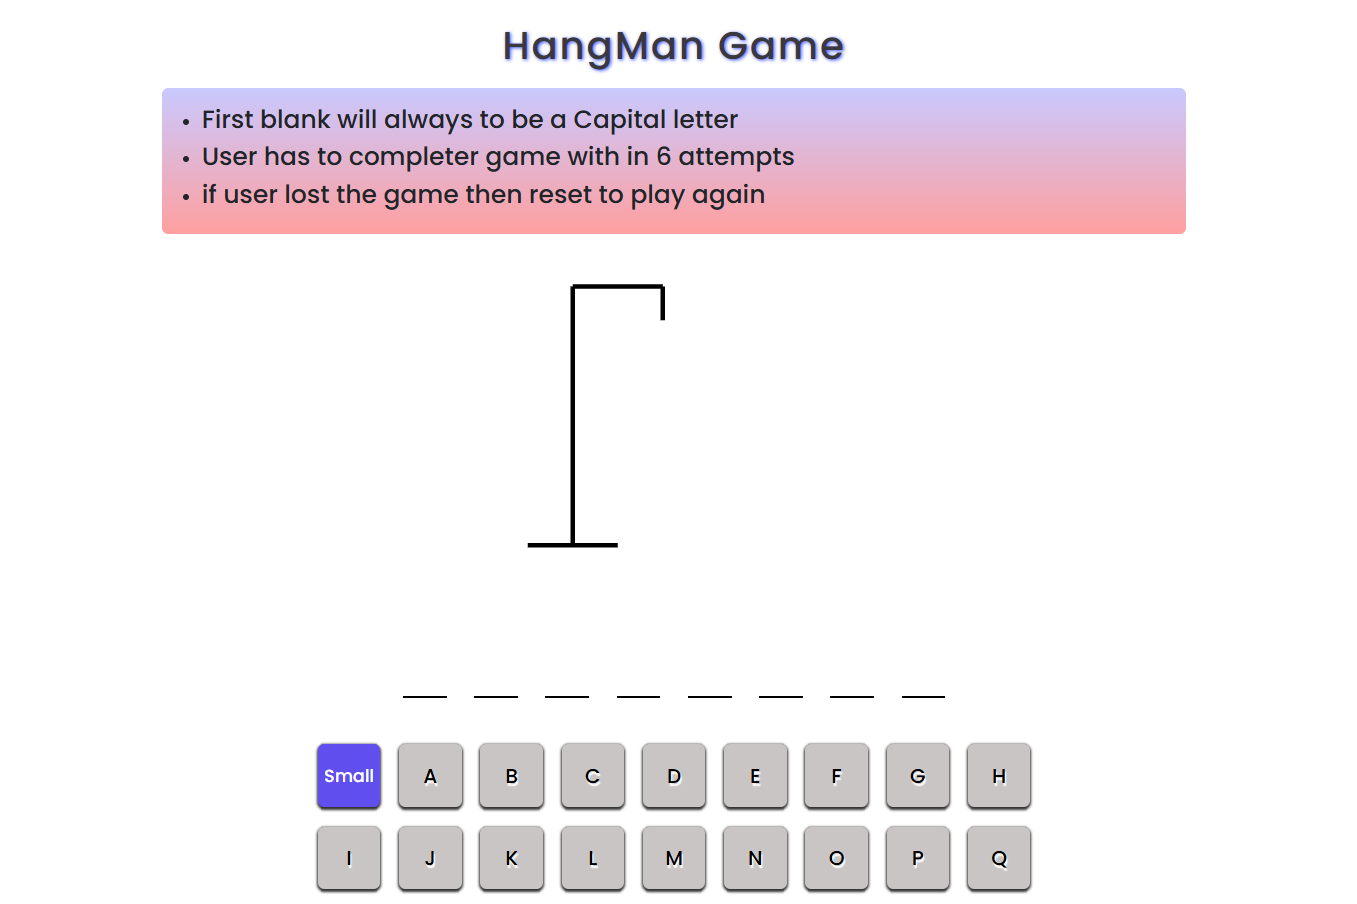 HangMan Game
First blank will always to be a Capital letter
User has to completer game with in 6 attempts
if user lost the game then reset to play again
Small A B C D E F G H
I J K L M N O P Q